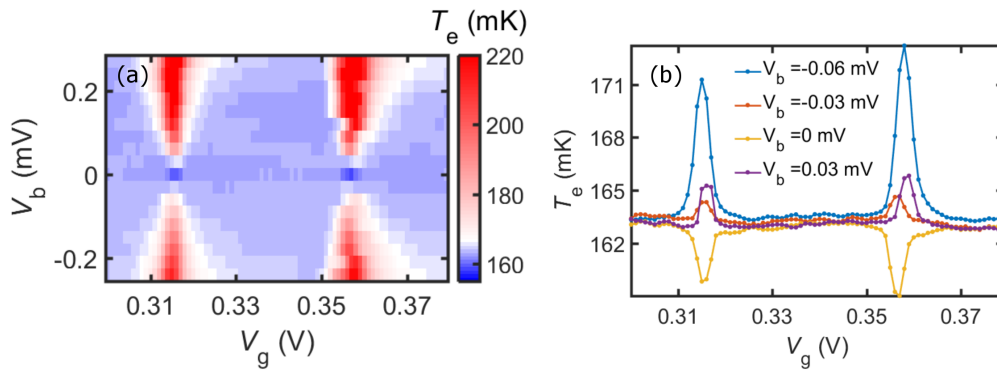 T_e (mK)
(a)
220
200
180
160
0.2
0
-0.2
V_b (mV)
0.31
0.33
0.35
0.37
V_g (V)
(b)
V_b =-0.06 mV
V_b =-0.03 mV
V_b =0 mV
V_b =0.03 mV
171
168
165
162
T_e (mK)
0.31
0.33
0.35
0.37
V_g (V)